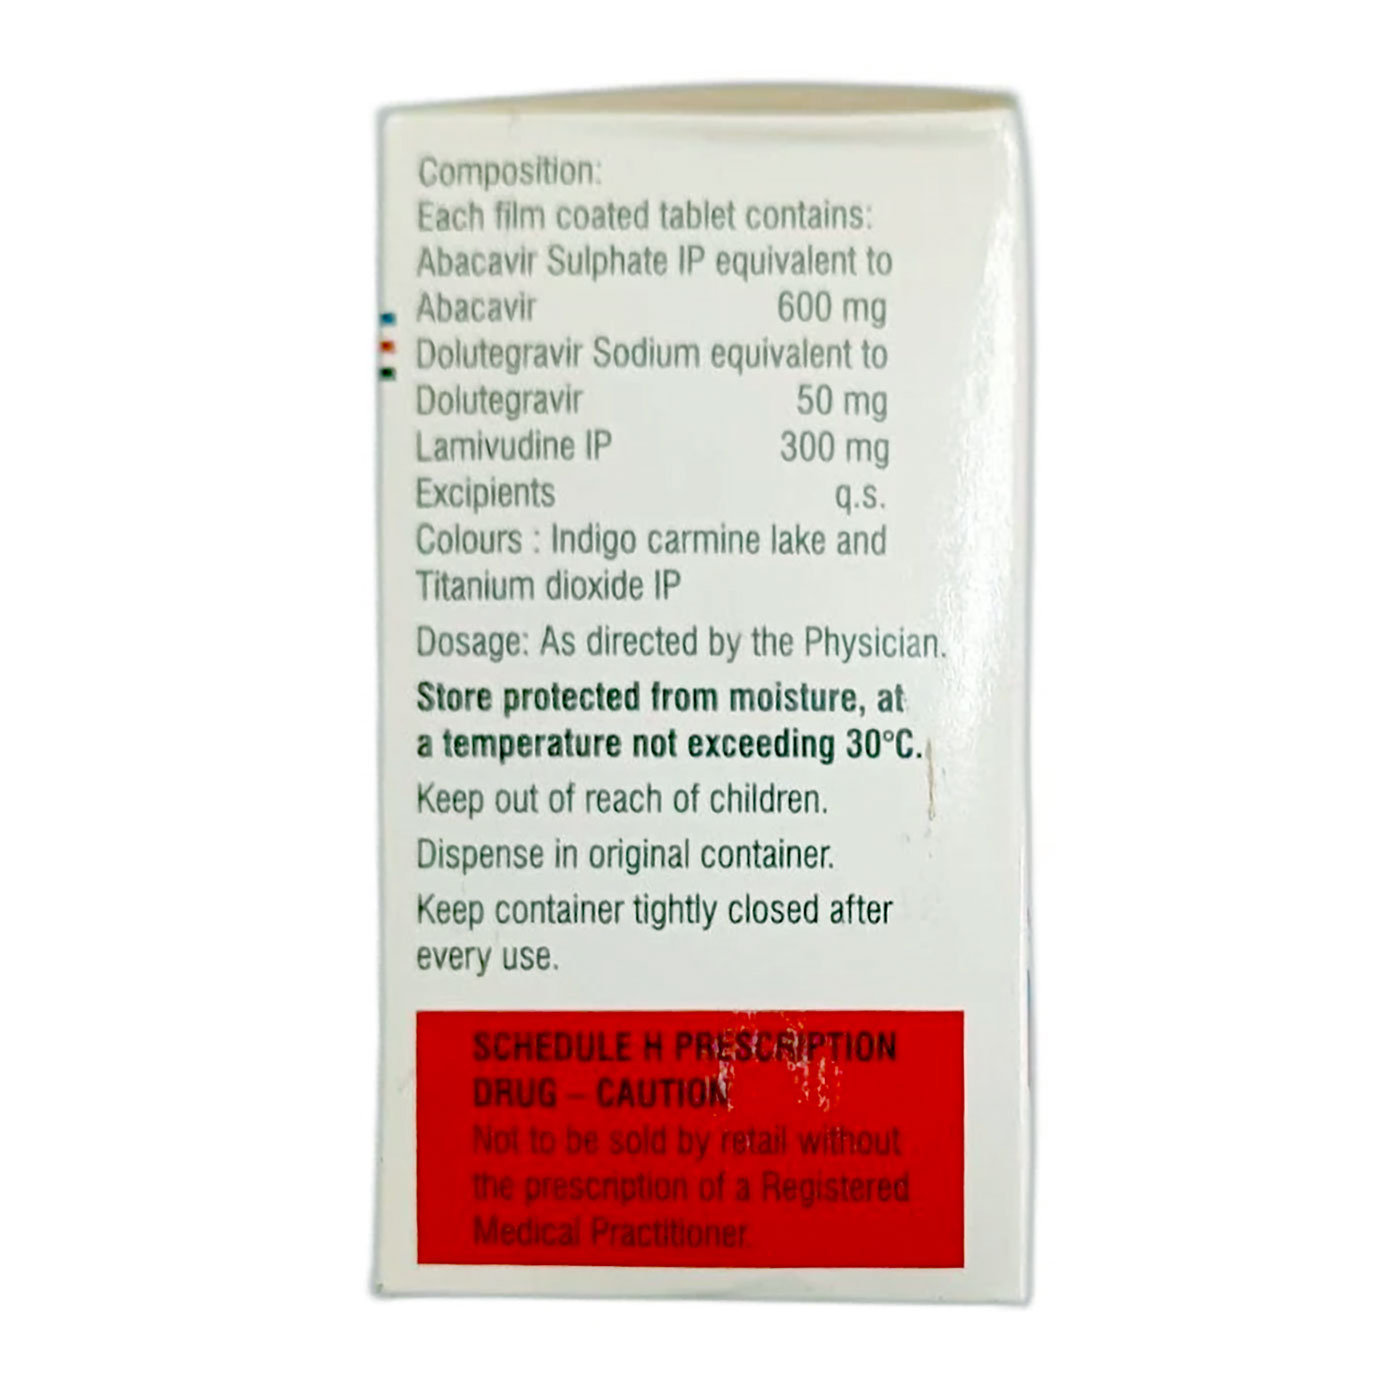 Composition:
Each film coated tablet contains:
Abacavir Sulphate IP equivalent to
Abacavir 600 mg
Dolutegravir Sodium equivalent to
Dolutegravir 50 mg
Lamivudine IP 300 mg
Excipients q.s.
Colours : Indigo carmine lake and
Titanium dioxide IP
Dosage: As directed by the Physician.
Store protected from moisture, at
a temperature not exceeding 30°C.
Keep out of reach of children.
Dispense in original container.
Keep container tightly closed after
every use.
SCHEDULE H PRESCRIPTION
DRUG – CAUTION
Not to be sold by retail without
the prescription of a Registered
Medical Practitioner.